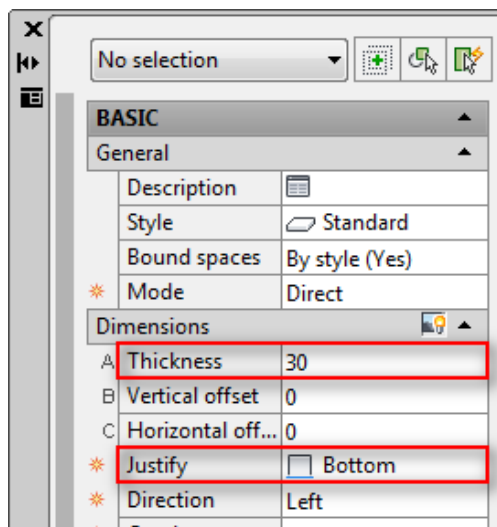 No selection
BASIC
General
Description
Style Standard
Bound spaces By style (Yes)
Mode Direct
Dimensions
A Thickness 30
B Vertical offset 0
C Horizontal off... 0
Justify Bottom
Direction Left